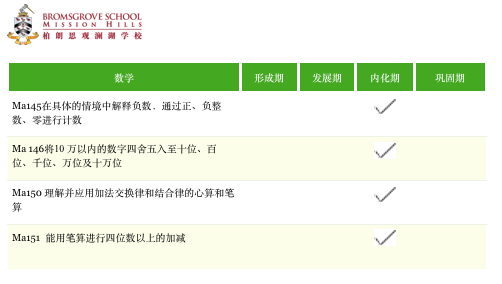 BROMSGROVE SCHOOL
MISSION HILLS
柏朗思观澜湖学校
数学 形成期 发展期 内化期 巩固期
Ma145在具体的情境中解释负数．通过正、负整
数、零进行计数
Ma 146将10 万以内的数字四舍五入至十位、百
位、千位、万位及十万位
Ma150 理解并应用加法交换律和结合律的心算和笔
算
Ma151 能用笔算进行四位数以上的加减